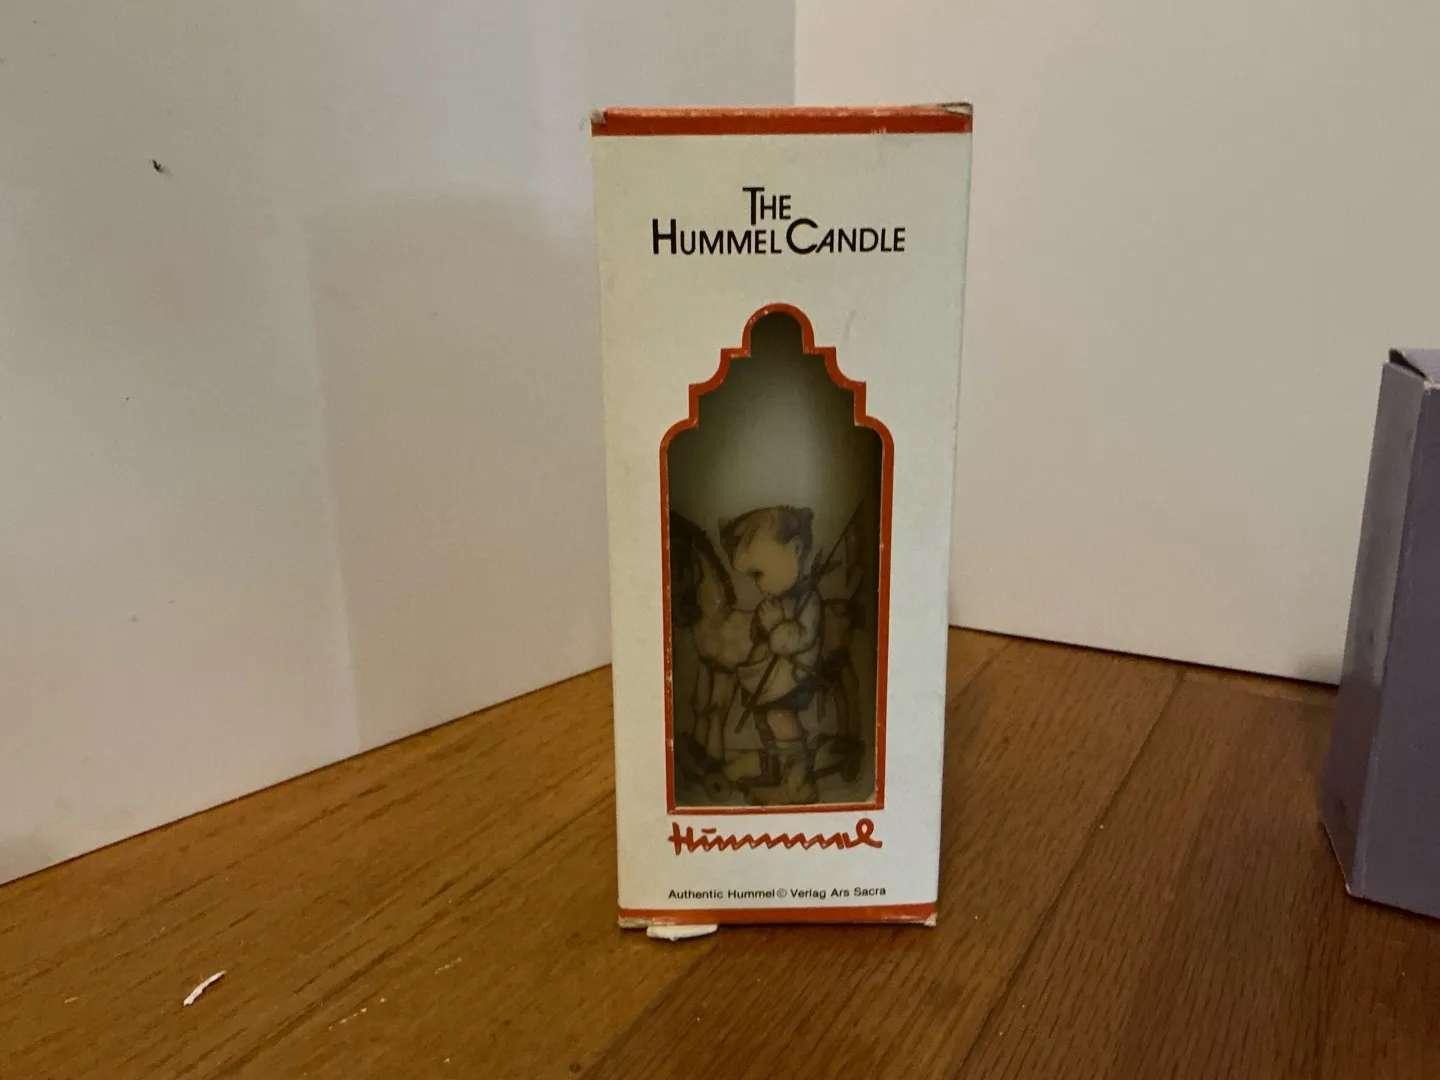 THE
HUMMEL CANDLE
Hummel
Authentic Hummel © Verlag Ars Sacra